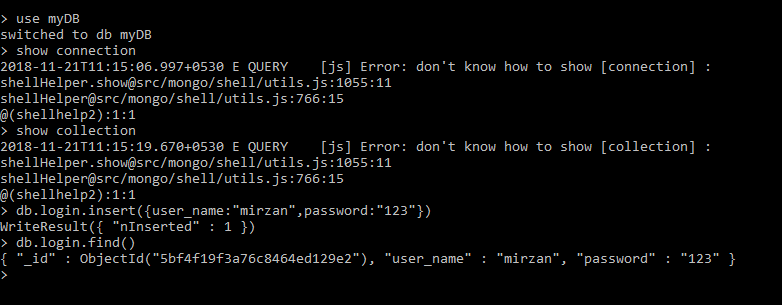 > use myDB
switched to db myDB
> show connection
2018-11-21T11:15:06.997+0530 E QUERY    [js] Error: don't know how to show [connection] :
shellHelper.show@src/mongo/shell/utils.js:1055:11
shellHelper@src/mongo/shell/utils.js:766:15
@(shellhelp2):1:1
> show collection
2018-11-21T11:15:19.670+0530 E QUERY    [js] Error: don't know how to show [collection] :
shellHelper.show@src/mongo/shell/utils.js:1055:11
shellHelper@src/mongo/shell/utils.js:766:15
@(shellhelp2):1:1
> db.login.insert({user_name:"mirzan",password:"123"})
WriteResult({ "nInserted" : 1 })
> db.login.find()
{ "_id" : ObjectId("5bf4f19f3a76c8464ed129e2"), "user_name" : "mirzan", "password" : "123" }
>